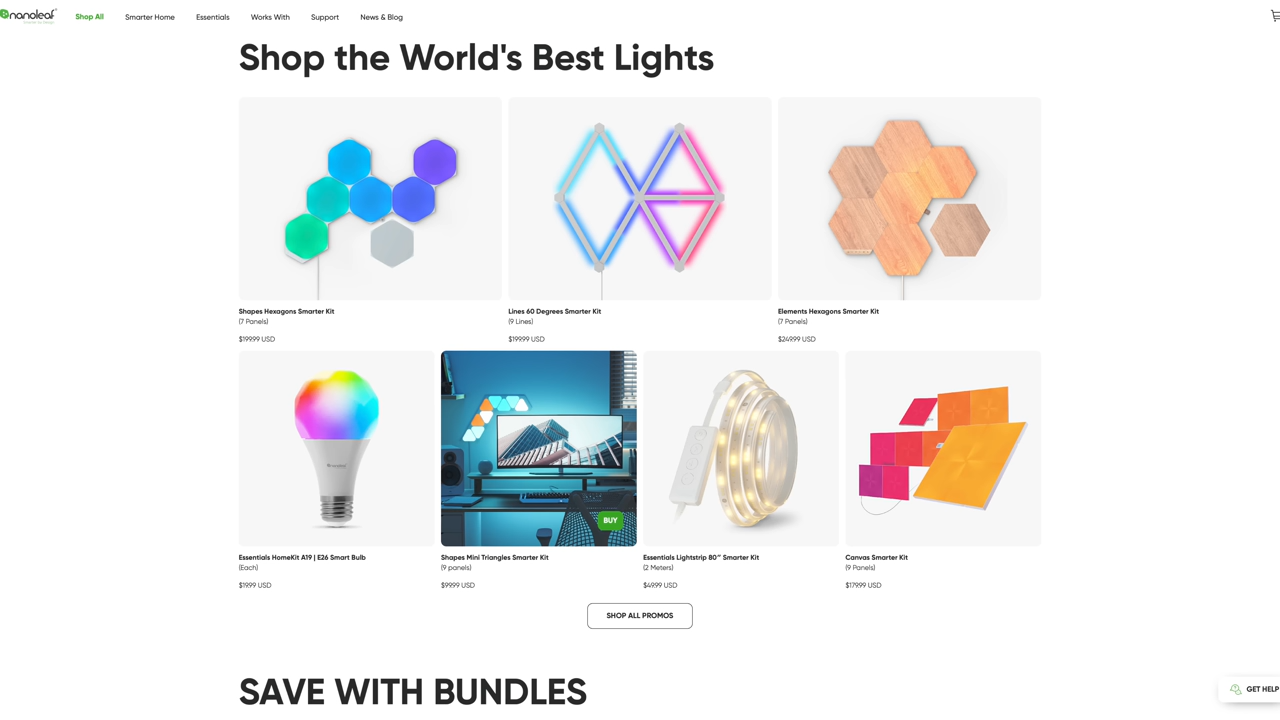 nanoleaf
Shop All
Smarter Home
Essentials
Works With
Support
News & Blog
Shop the World's Best Lights
Shapes Hexagons Smarter Kit
(7 Panels)
$199.99 USD
Lines 60 Degrees Smarter Kit
(9 Lines)
$199.99 USD
Elements Hexagons Smarter Kit
(7 Panels)
$249.99 USD
BUY
Essentials HomeKit A19 | E26 Smart Bulb
(Each)
$19.99 USD
Shapes Mini Triangles Smarter Kit
(9 panels)
$99.99 USD
Essentials Lightstrip 80″ Smarter Kit
(2 Meters)
$49.99 USD
Canvas Smarter Kit
(9 Panels)
$179.99 USD
SHOP ALL PROMOS
SAVE WITH BUNDLES
GET HELP